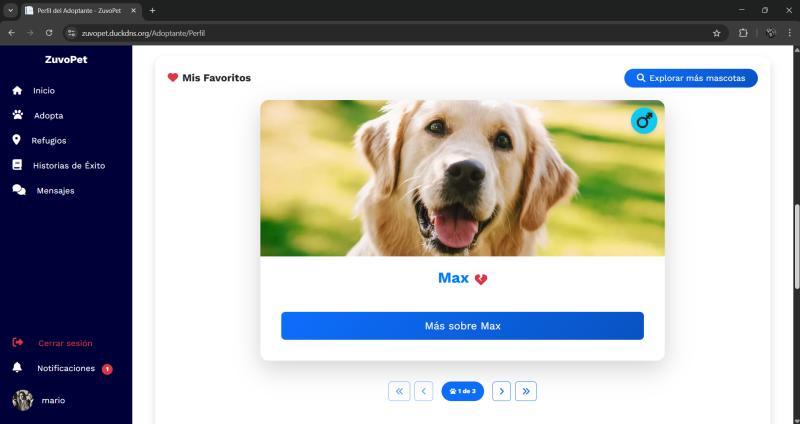 Perfil del Adoptante - ZuvoPet
zuvopet.duckdns.org/Adoptante/Perfil
ZuvoPet
Inicio
Adopta
Refugios
Historias de Éxito
Mensajes
Cerrar sesión
Notificaciones 1
mario
Mis Favoritos
Explorar más mascotas
Max
Más sobre Max
1 de 3